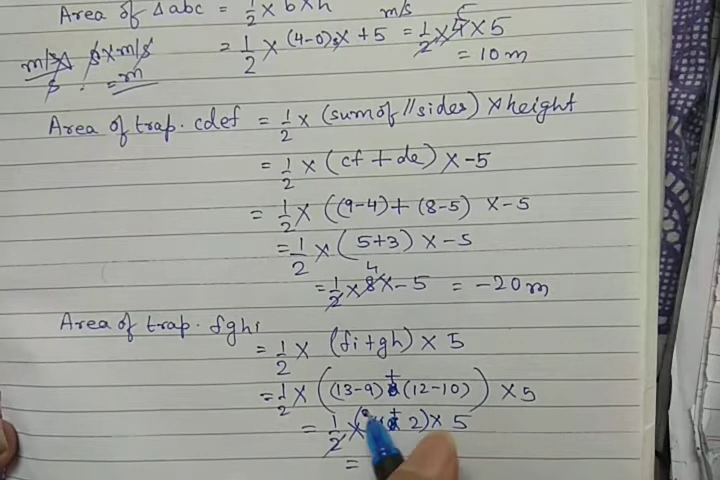 Area of Δabc = 1/2 × b × h
= 1/2 × (4-0)s × + 5 m/s = 1/2 × 4 × 5
= 10 m
m/s × s
s × m/s
= m
Area of trap. cdef = 1/2 × (sum of // sides) × height
= 1/2 × (cf + de) × -5
= 1/2 × ((9-4) + (8-5) × -5
= 1/2 × (5+3) × -5
4
= 1/2 × 8 × -5 = -20 m
Area of trap. fghi
= 1/2 × (fi + gh) × 5
= 1/2 × ((13-9) + (12-10)) × 5
= 1/2 × ( + 2) × 5
=